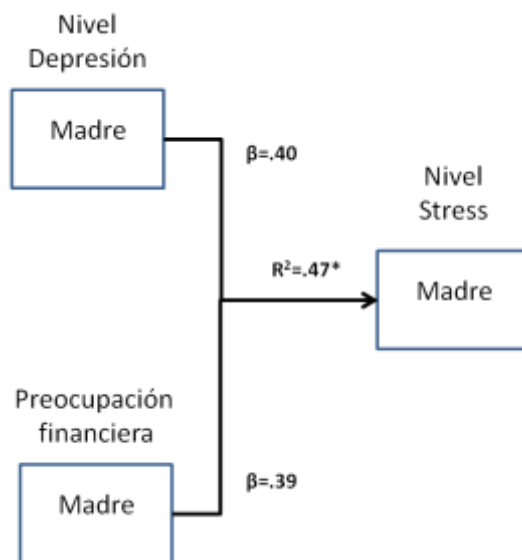 Nivel
Depresión
Madre
β=.40
Nivel
Stress
R²=.47*
Madre
Preocupación
financiera
β=.39
Madre